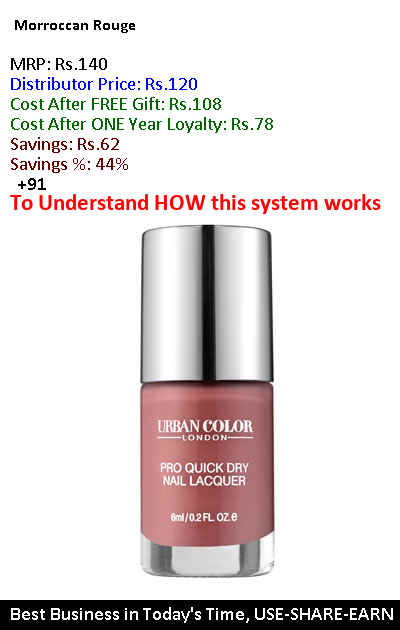 Morroccan Rouge
MRP: Rs.140
Distributor Price: Rs.120
Cost After FREE Gift: Rs.108
Cost After ONE Year Loyalty: Rs.78
Savings: Rs.62
Savings %: 44%
+91
To Understand HOW this system works
URBAN COLOR
LONDON
PRO QUICK DRY
NAIL LACQUER
6ml/0.2 FL. OZ.e
Best Business in Today's Time, USE-SHARE-EARN